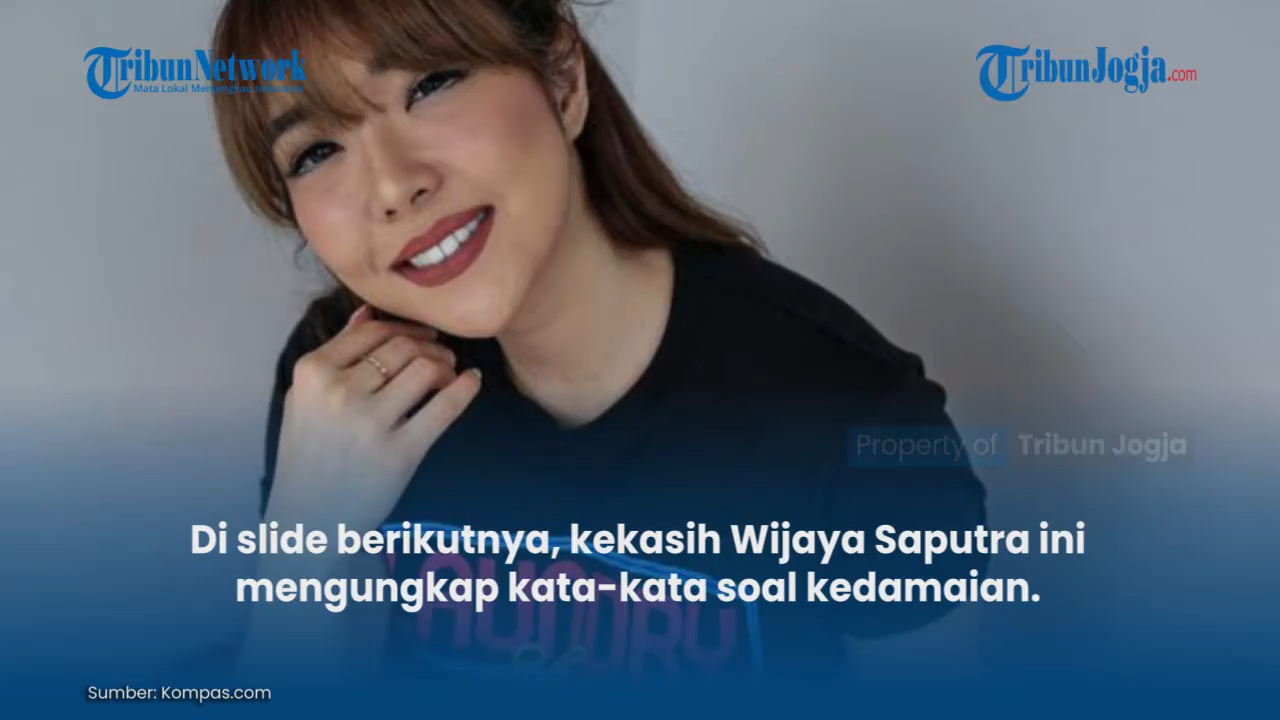 TribunNetwork
TribunJogja.com
Property of Tribun Jogja
Di slide berikutnya, kekasih Wijaya Saputra ini
mengungkap kata-kata soal kedamaian.
Sumber: Kompas.com